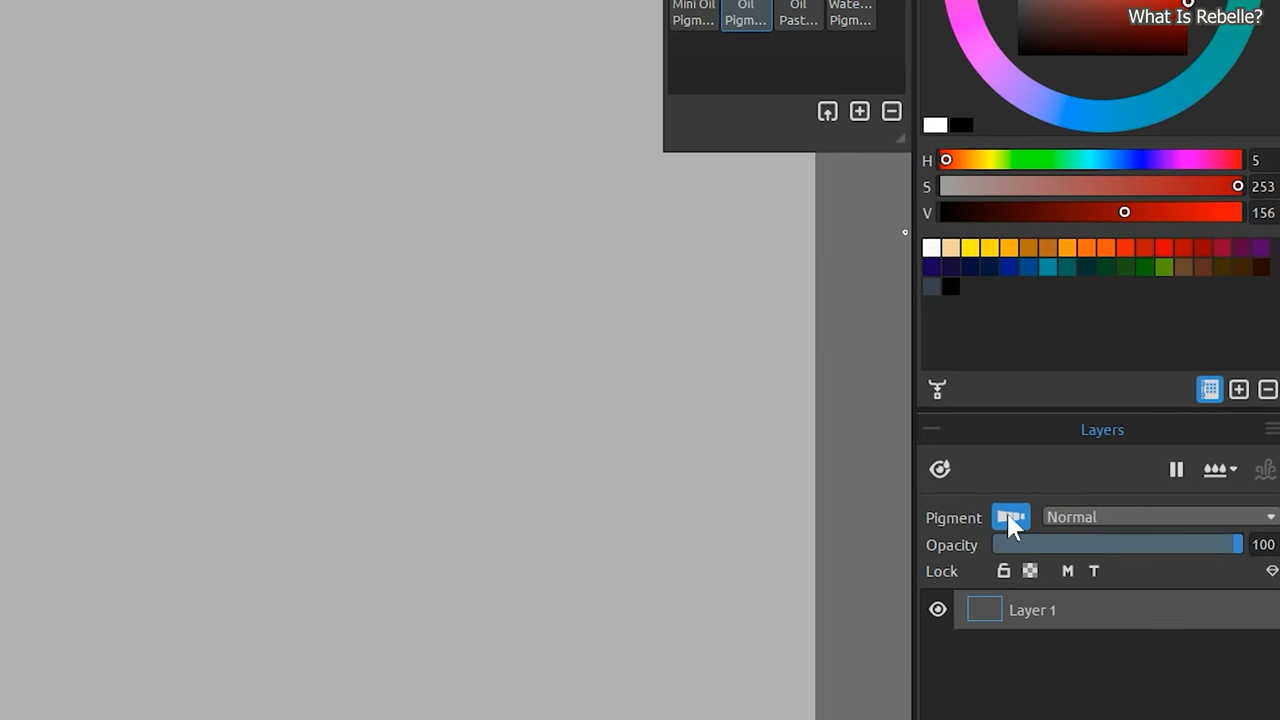 What Is Rebelle?
Mini Oil Pigm...
Oil Pigm...
Oil Past...
Wate... Pigm...
H 5
S 253
V 156
Layers
Pigment Normal
Opacity 100
Lock M T
Layer 1